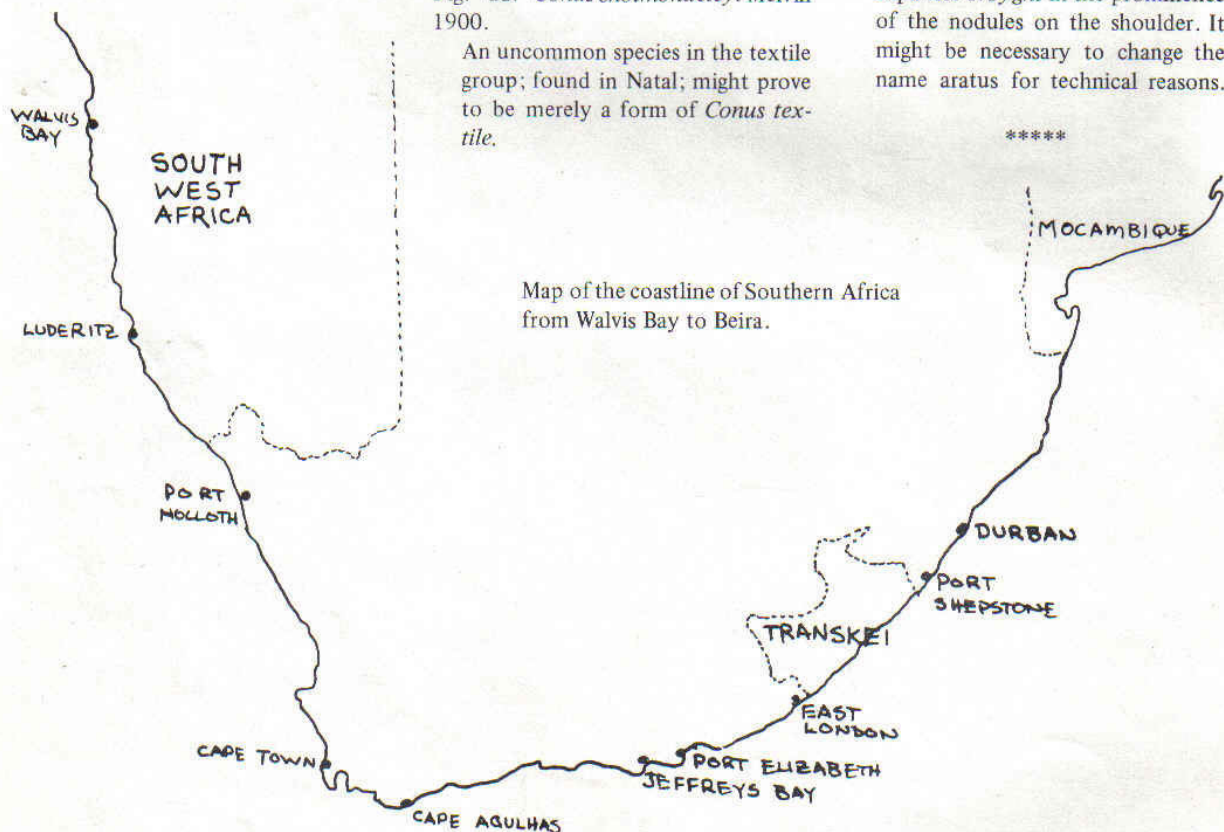 1900.
An uncommon species in the textile
group; found in Natal; might prove
to be merely a form of Conus tex-
tile.
of the nodules on the shoulder. It
might be necessary to change the
name aratus for technical reasons.
*****
WALVIS
BAY
SOUTH
WEST
AFRICA
MOCAMBIQUE
Map of the coastline of Southern Africa
from Walvis Bay to Beira.
LUDERITZ
PORT
NOLLOTH
DURBAN
PORT
SHEPSTONE
TRANSKEI
EAST
LONDON
CAPE TOWN
PORT ELIZABETH
JEFFREYS BAY
CAPE AGULHAS